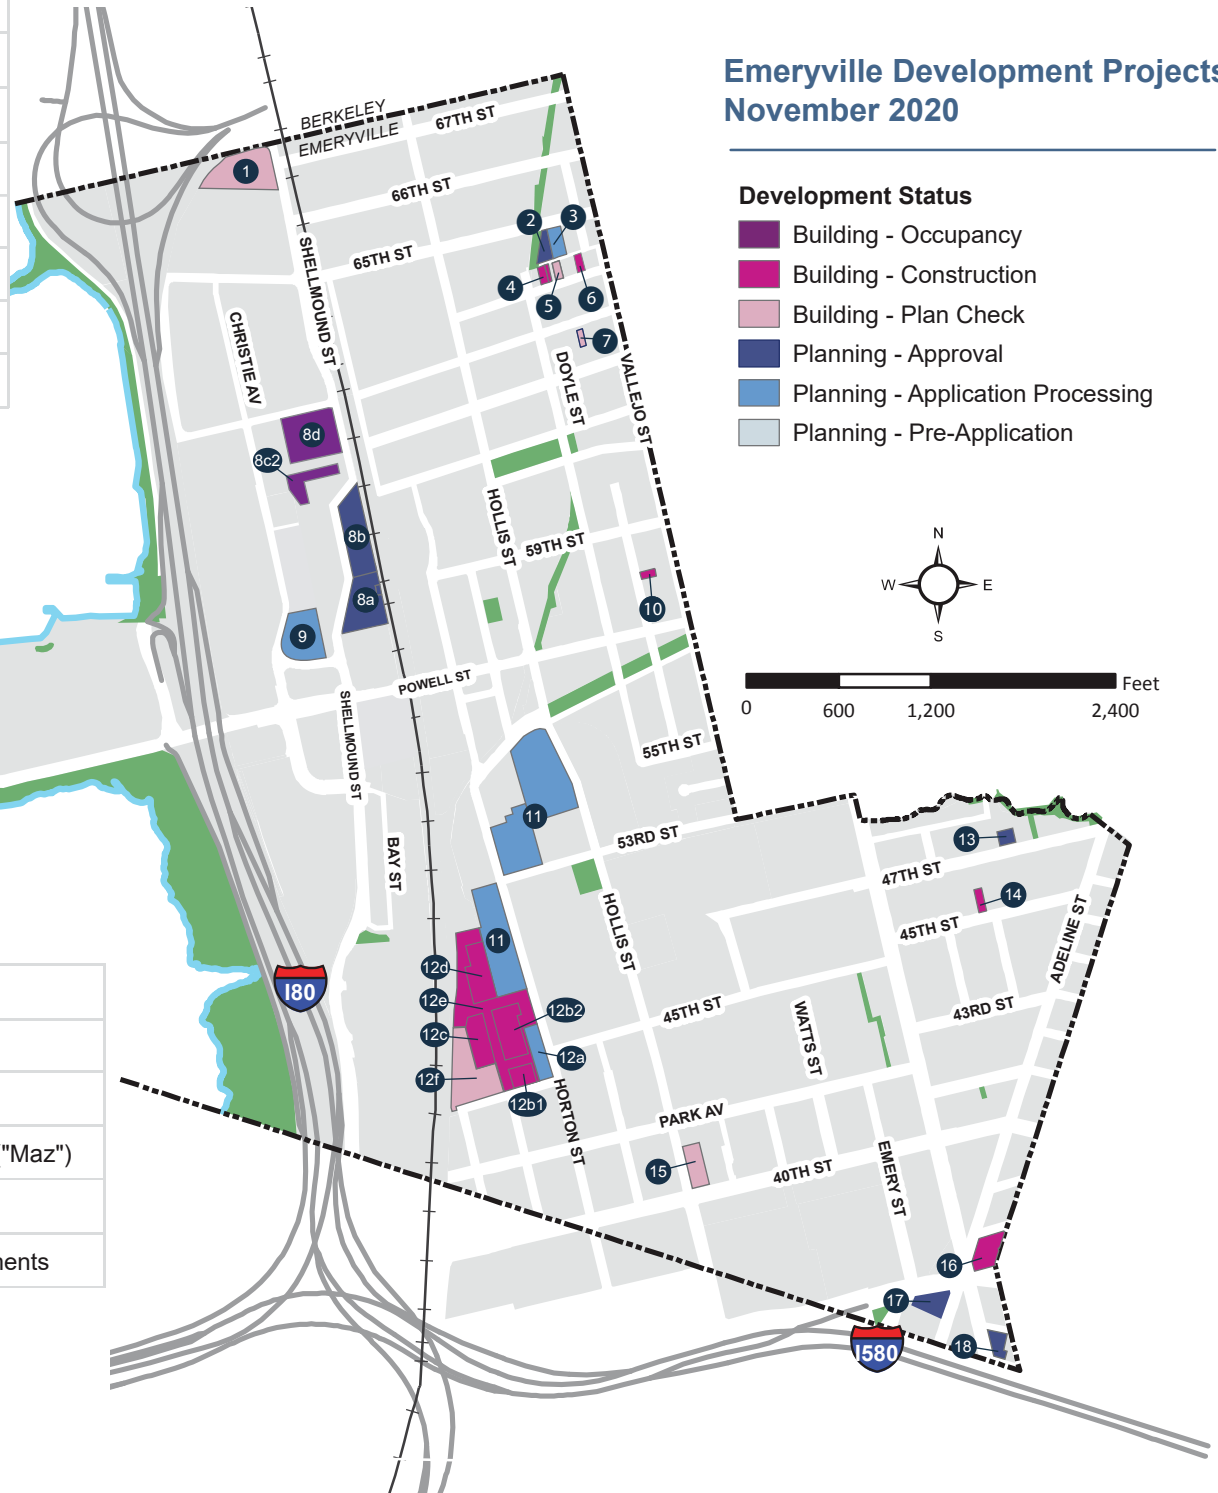 Emeryville Development Projects
November 2020
Development Status
Building - Occupancy
Building - Construction
Building - Plan Check
Planning - Approval
Planning - Application Processing
Planning - Pre-Application
N
W
E
S
Feet
0
600
1,200
2,400
BERKELEY
EMERYVILLE
67TH ST
66TH ST
65TH ST
SHELLMOUND ST
CHRISTIE AV
DOYLE ST
VALLEJO ST
HOLLIS ST
59TH ST
POWELL ST
SHELLMOUND ST
55TH ST
53RD ST
BAY ST
HOLLIS ST
47TH ST
45TH ST
ADELINE ST
43RD ST
45TH ST
WATTS ST
PARK AV
HORTON ST
40TH ST
EMERY ST
I80
I580
1
2
3
4
5
6
7
8d
8c2
8b
8a
9
10
11
11
12d
12e
12c
12f
12b2
12a
12b1
13
14
15
16
17
18
("Maz")
ents